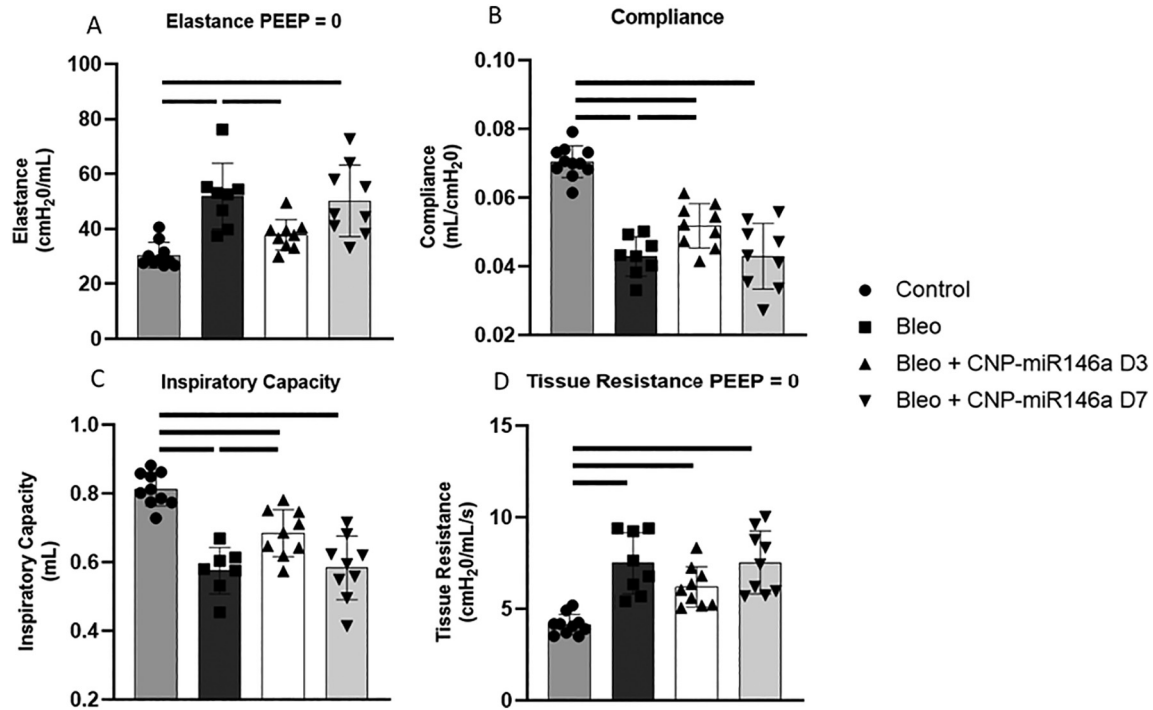 A
Elastance PEEP = 0
Elastance
(cmH20/mL)
100
80
60
40
20
0
B
Compliance
Compliance
(mL/cmH20)
0.10
0.08
0.06
0.04
0.02
C
Inspiratory Capacity
Inspiratory Capacity
(mL)
1.0
0.8
0.6
0.4
0.2
D
Tissue Resistance PEEP = 0
Tissue Resistance
(cmH20/mL/s)
15
10
5
0
Control
Bleo
Bleo + CNP-miR146a D3
Bleo + CNP-miR146a D7